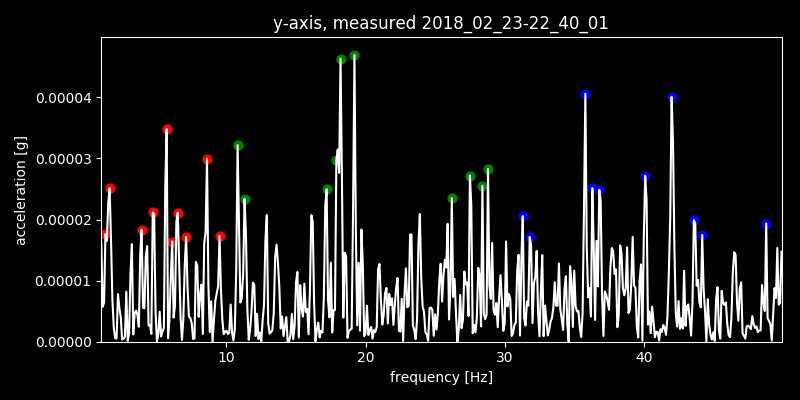 y-axis, measured 2018_02_23-22_40_01
acceleration [g]
0.00004
0.00003
0.00002
0.00001
0.00000
10 20 30 40
frequency [Hz]